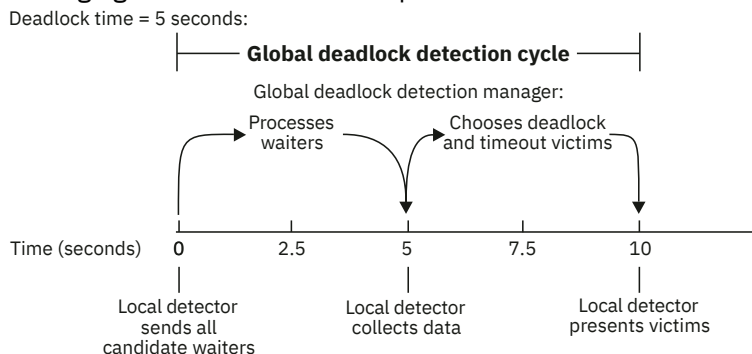 Deadlock time = 5 seconds:
Global deadlock detection cycle
Global deadlock detection manager:
Processes
waiters
Chooses deadlock
and timeout victims
Time (seconds) 0 2.5 5 7.5 10
Local detector
sends all
candidate waiters
Local detector
collects data
Local detector
presents victims